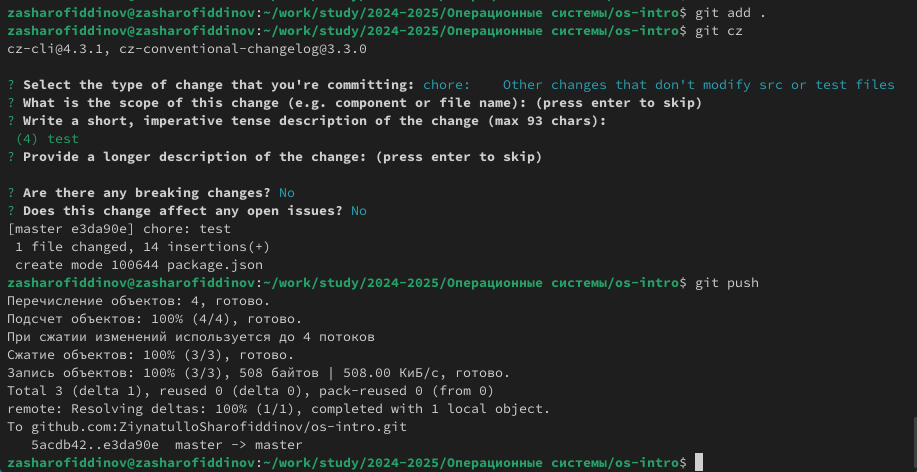 zasharofiddinov@zasharofiddinov:~/work/study/2024-2025/Операционные системы/os-intro$ git add .
zasharofiddinov@zasharofiddinov:~/work/study/2024-2025/Операционные системы/os-intro$ git cz
cz-cli@4.3.1, cz-conventional-changelog@3.3.0
? Select the type of change that you're committing: chore:    Other changes that don't modify src or test files
? What is the scope of this change (e.g. component or file name): (press enter to skip)
? Write a short, imperative tense description of the change (max 93 chars):
(4) test
? Provide a longer description of the change: (press enter to skip)
? Are there any breaking changes? No
? Does this change affect any open issues? No
[master e3da90e] chore: test
1 file changed, 14 insertions(+)
create mode 100644 package.json
zasharofiddinov@zasharofiddinov:~/work/study/2024-2025/Операционные системы/os-intro$ git push
Перечисление объектов: 4, готово.
Подсчет объектов: 100% (4/4), готово.
При сжатии изменений используется до 4 потоков
Сжатие объектов: 100% (3/3), готово.
Запись объектов: 100% (3/3), 508 байтов | 508.00 КиБ/с, готово.
Total 3 (delta 1), reused 0 (delta 0), pack-reused 0 (from 0)
remote: Resolving deltas: 100% (1/1), completed with 1 local object.
To github.com:ZiynatulloSharofiddinov/os-intro.git
5acdb42..e3da90e  master -> master
zasharofiddinov@zasharofiddinov:~/work/study/2024-2025/Операционные системы/os-intro$